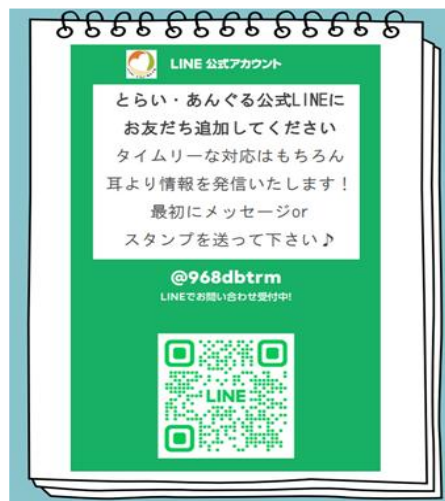 LINE 公式アカウント
とらい・あんぐる公式LINEに
お友だち追加してください
タイムリーな対応はもちろん
耳より情報を発信いたします！
最初にメッセージor
スタンプを送って下さい♪
@968dbtrm
LINEでお問い合わせ受付中!
LINE